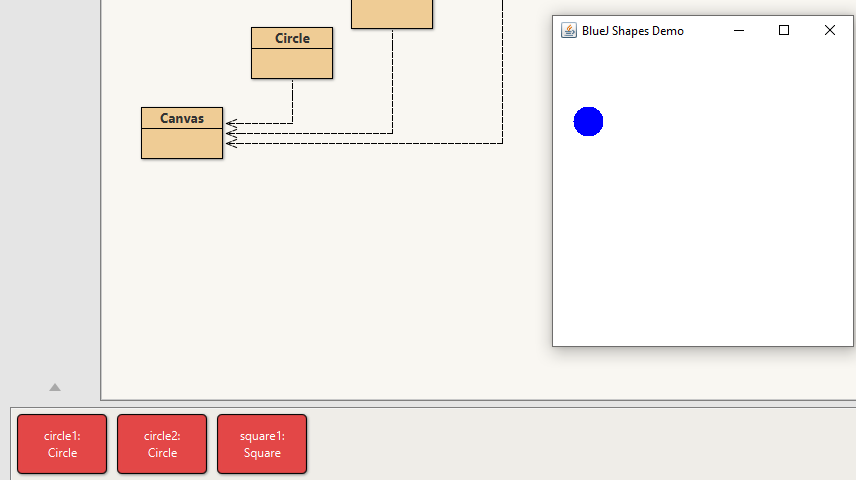 Circle
BlueJ Shapes Demo
Canvas
circle1:
Circle
circle2:
Circle
square1:
Square